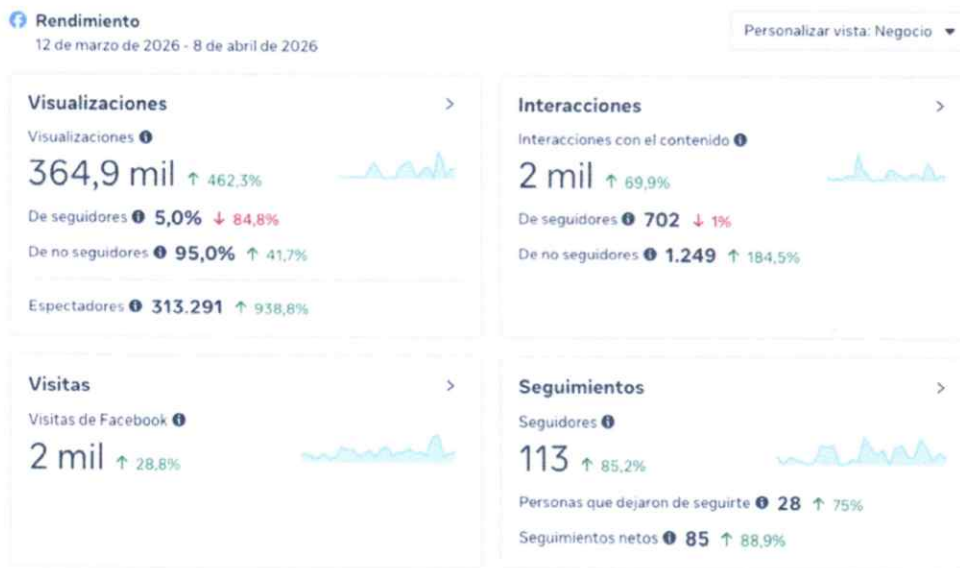 Rendimiento
12 de marzo de 2026 - 8 de abril de 2026
Personalizar vista: Negocio
Visualizaciones
Visualizaciones
364,9 mil ↑ 462,3%
De seguidores 5,0% ↓ 84,8%
De no seguidores 95,0% ↑ 41,7%
Espectadores 313.291 ↑ 938,8%
Interacciones
Interacciones con el contenido
2 mil ↑ 69,9%
De seguidores 702 ↓ 1%
De no seguidores 1.249 ↑ 184,5%
Visitas
Visitas de Facebook
2 mil ↑ 28,8%
Seguimientos
Seguidores
113 ↑ 85,2%
Personas que dejaron de seguirte 28 ↑ 75%
Seguimientos netos 85 ↑ 88,9%